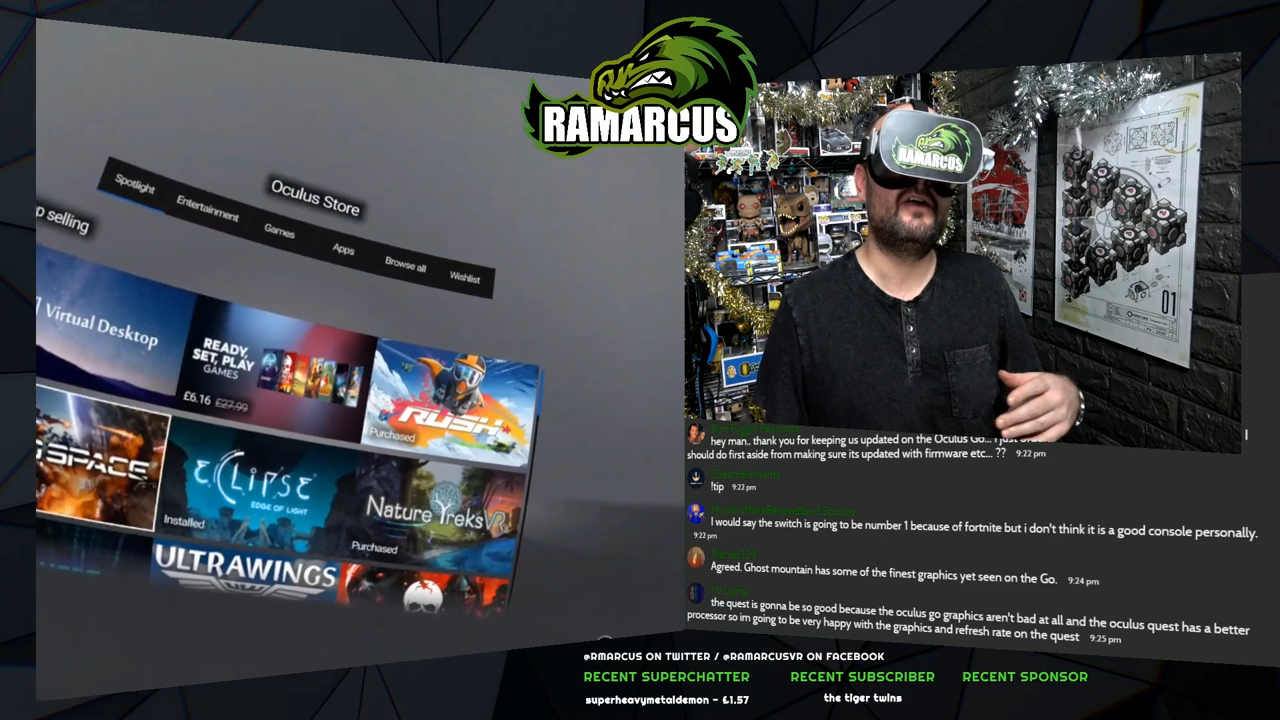 RAMARCUS
RAMARCUS
Oculus Store
Spotlight
Entertainment
Games
Apps
Browse all
Wishlist
p selling
Virtual Desktop
READY,
SET, PLAY
GAMES
£6.16 £27.99
RUSH
Purchased
SPACE
ECLIPSE
EDGE OF LIGHT
Installed
Nature Treks VR
Purchased
ULTRAWINGS
01
hey man.. thank you for keeping us updated on the Oculus Go... I just
should do first aside from making sure its updated with firmware etc... ?? 9:22 pm
StreamElements
!tip 9:22 pm
I would say the switch is going to be number 1 because of fortnite but i don't think it is a good console personally.
9:22 pm
Agreed. Ghost mountain has some of the finest graphics yet seen on the Go. 9:24 pm
the quest is gonna be so good because the oculus go graphics aren't bad at all and the oculus quest has a better
processor so im going to be very happy with the graphics and refresh rate on the quest 9:25 pm
@RMARCUS ON TWITTER / @RAMARCUSVR ON FACEBOOK
RECENT SUPERCHATTER
RECENT SUBSCRIBER
RECENT SPONSOR
superheavymetaldemon - £1.57
the tiger twins